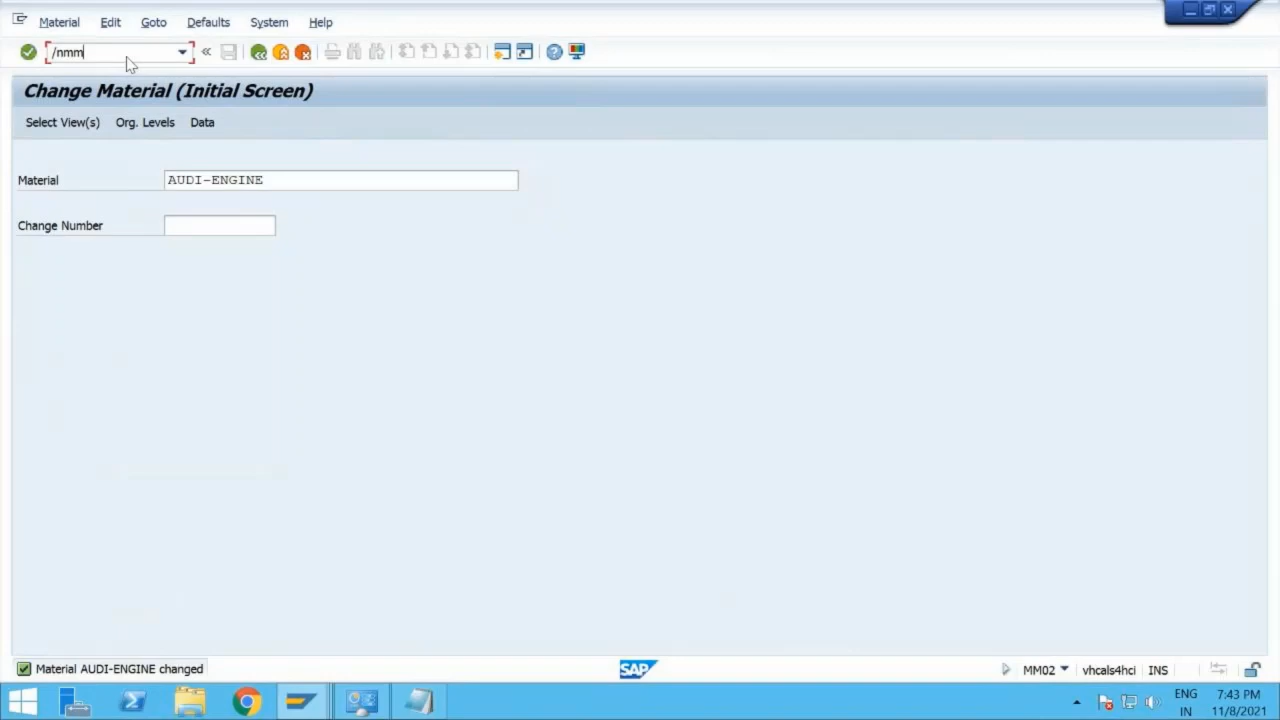 Material Edit Goto Defaults System Help
/nmm
Change Material (Initial Screen)
Select View(s) Org. Levels Data
Material AUDI-ENGINE
Change Number
Material AUDI-ENGINE changed
SAP
MM02 vhcals4hci INS
ENG 7:43 PM
IN 11/8/2021